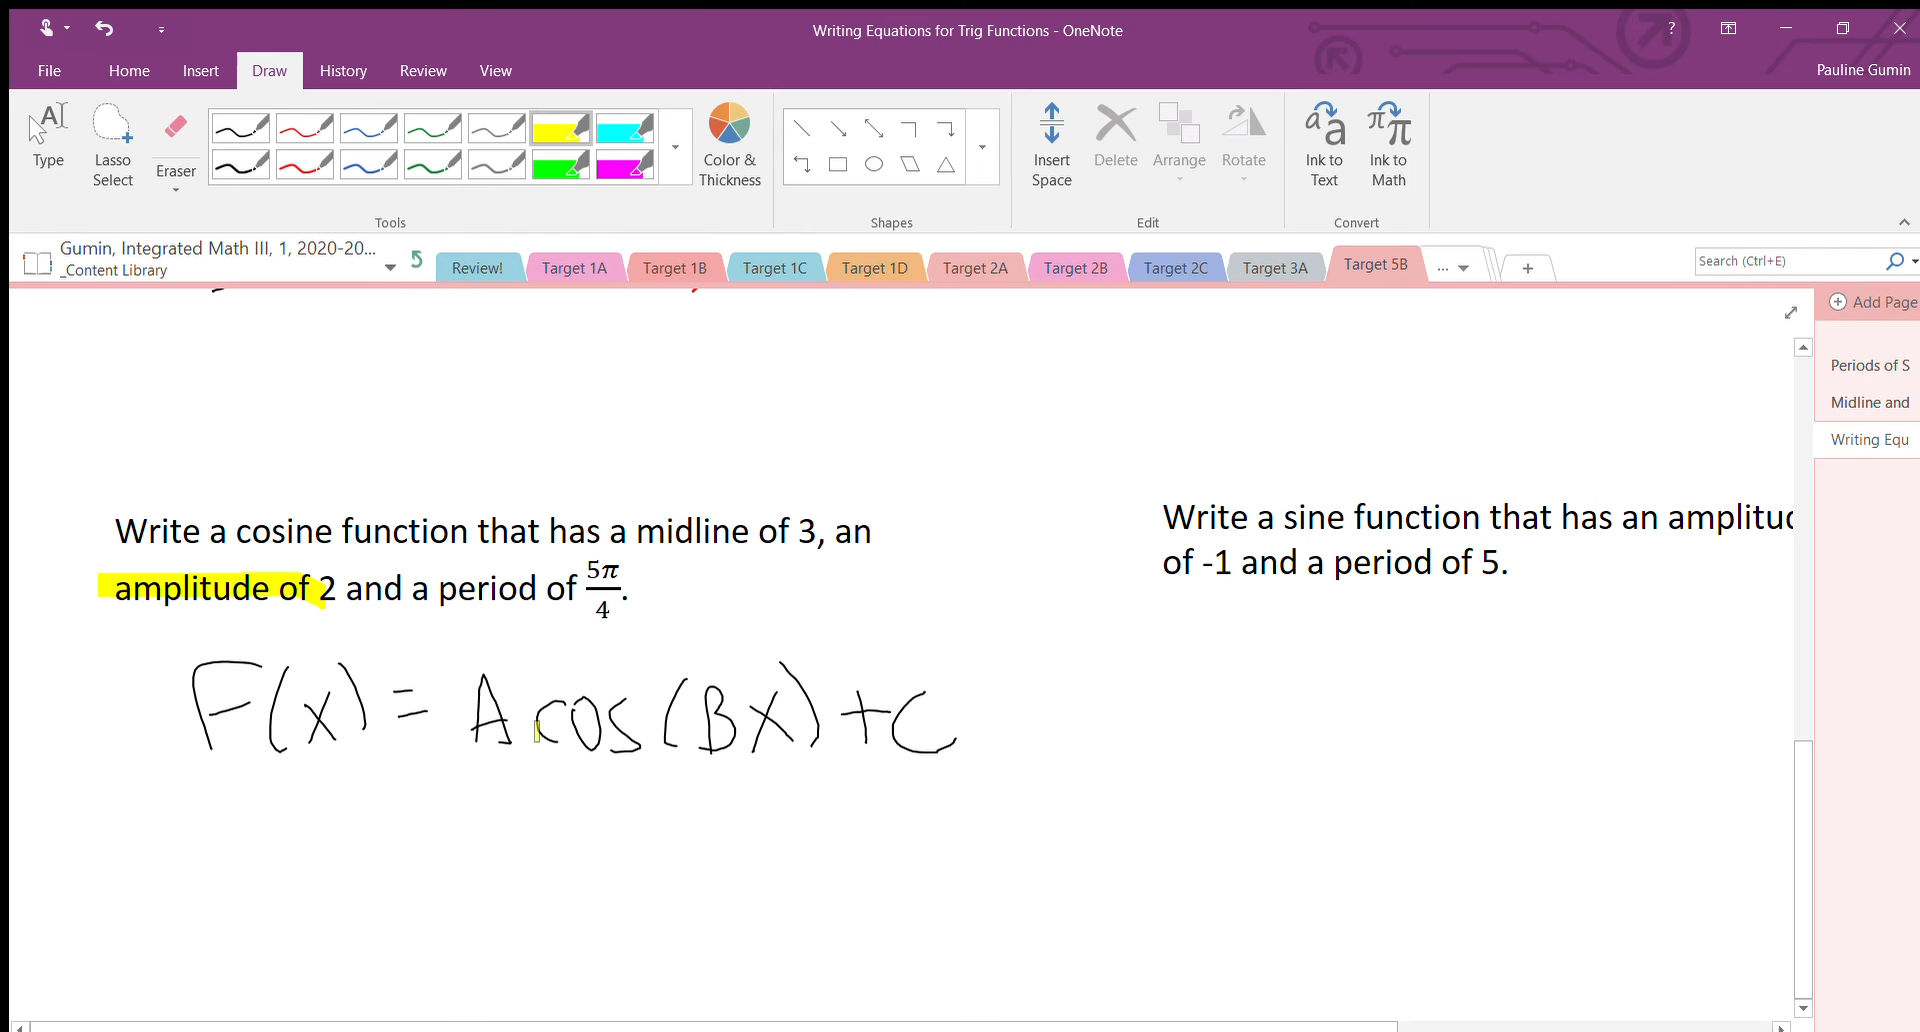 Writing Equations for Trig Functions - OneNote
?
File Home Insert Draw History Review View
Pauline Gumin
Type
Lasso Select
Eraser
Color & Thickness
Insert Space
Delete
Arrange
Rotate
Ink to Text
Ink to Math
Tools
Shapes
Edit
Convert
Gumin, Integrated Math III, 1, 2020-20...
_Content Library
Review! Target 1A Target 1B Target 1C Target 1D Target 2A Target 2B Target 2C Target 3A Target 5B ... +
Search (Ctrl+E)
Add Page
Periods of S
Midline and
Writing Equ
Write a cosine function that has a midline of 3, an
amplitude of 2 and a period of 5π/4.
F(x) = A cos(Bx) + C
Write a sine function that has an amplitud
of -1 and a period of 5.